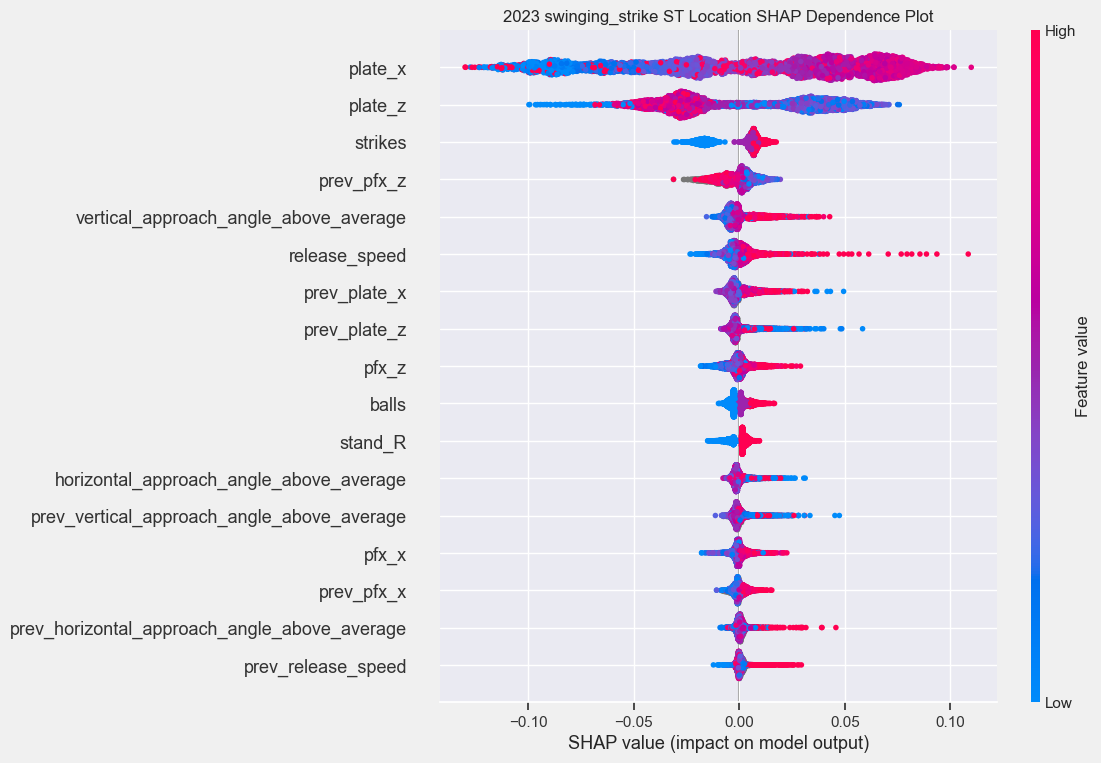 2023 swinging_strike ST Location SHAP Dependence Plot
High
plate_x
plate_z
strikes
prev_pfx_z
vertical_approach_angle_above_average
release_speed
prev_plate_x
prev_plate_z
pfx_z
balls
stand_R
horizontal_approach_angle_above_average
prev_vertical_approach_angle_above_average
pfx_x
prev_pfx_x
prev_horizontal_approach_angle_above_average
prev_release_speed
Feature value
Low
−0.10 −0.05 0.00 0.05 0.10
SHAP value (impact on model output)